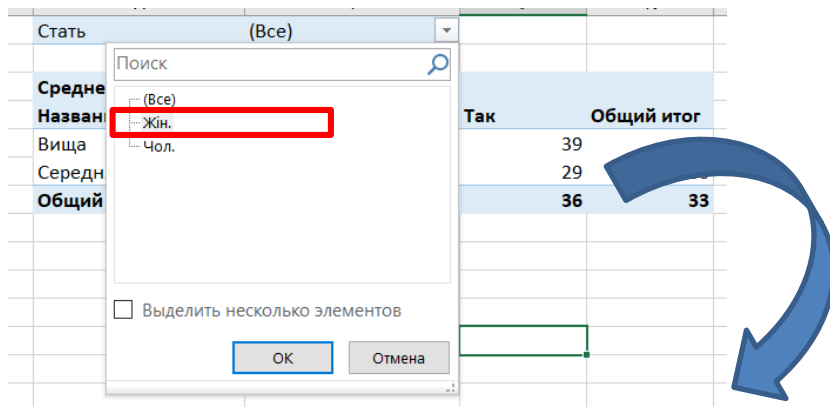 Стать (Все)
Поиск
Средне
(Все)
Назван Жін. Так Общий итог
Вища Чол. 39
Середн 29
Общий 36 33
Выделить несколько элементов
ОК Отмена